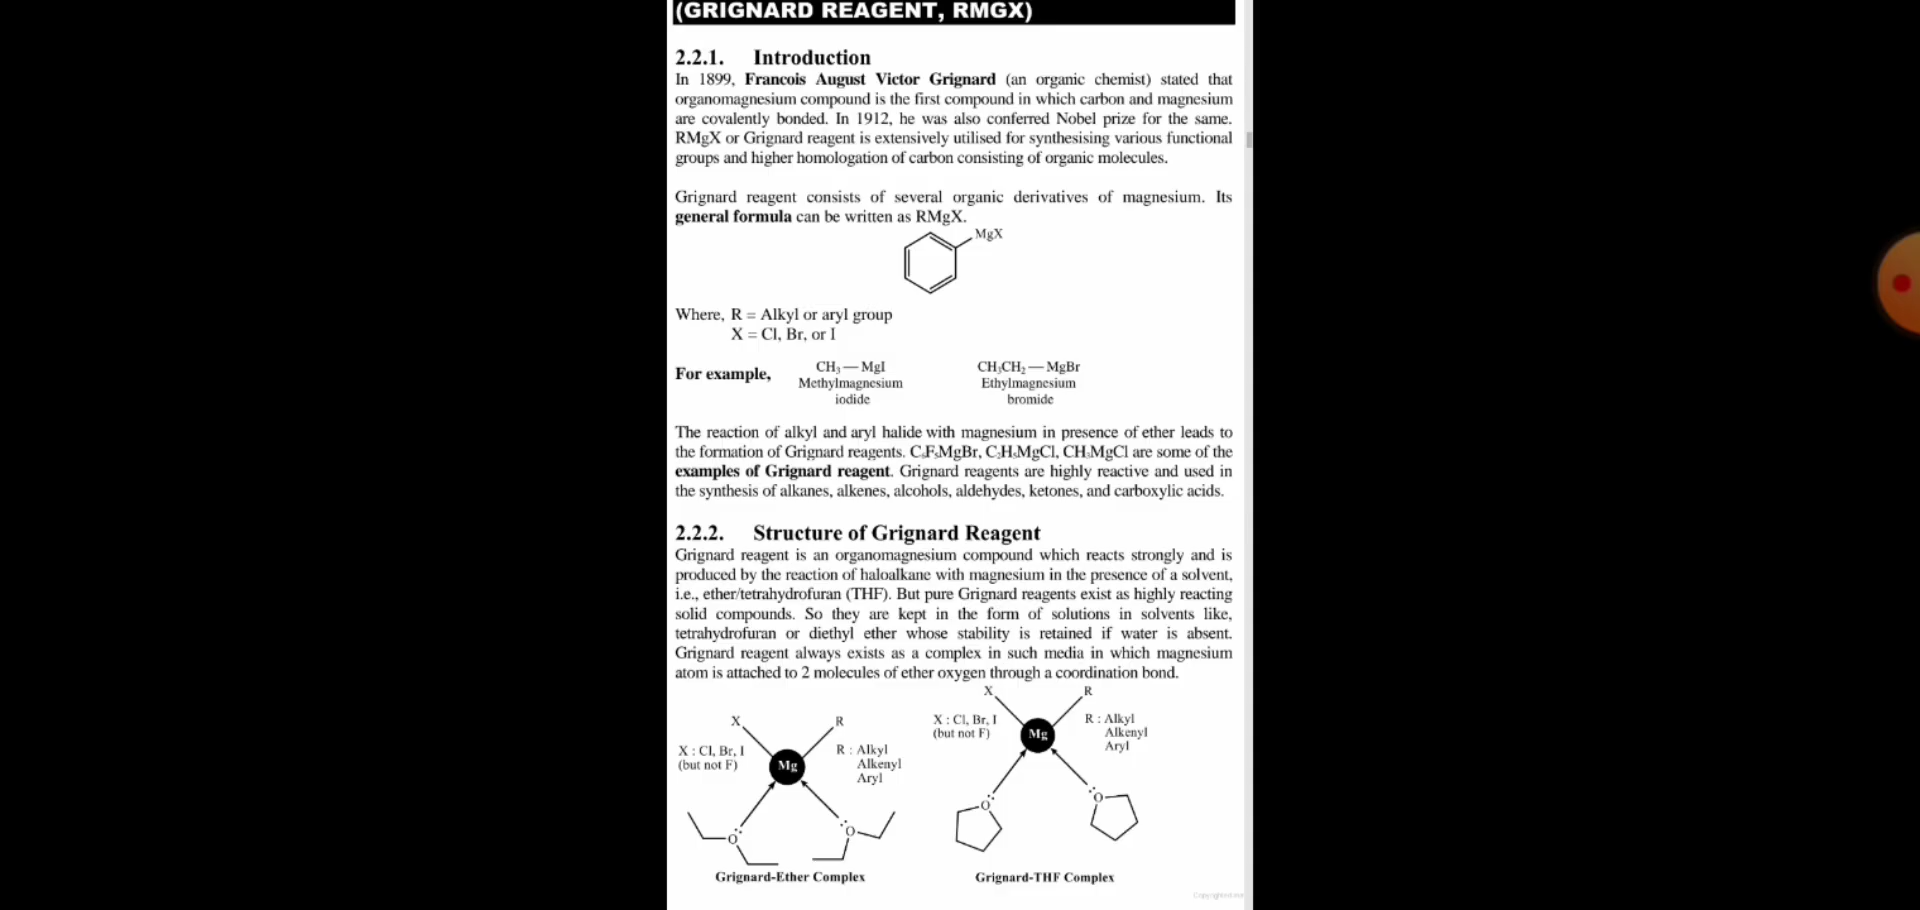 (GRIGNARD REAGENT, RMGX)
2.2.1. Introduction
In 1899, Francois August Victor Grignard (an organic chemist) stated that
organomagnesium compound is the first compound in which carbon and magnesium
are covalently bonded. In 1912, he was also conferred Nobel prize for the same.
RMgX or Grignard reagent is extensively utilised for synthesising various functional
groups and higher homologation of carbon consisting of organic molecules.
Grignard reagent consists of several organic derivatives of magnesium. Its
general formula can be written as RMgX.
MgX
Where, R = Alkyl or aryl group
X = Cl, Br, or I
For example,
CH₃ — MgI
Methylmagnesium
iodide
CH₃CH₂ — MgBr
Ethylmagnesium
bromide
The reaction of alkyl and aryl halide with magnesium in presence of ether leads to
the formation of Grignard reagents. C₆F₅MgBr, C₂H₅MgCl, CH₃MgCl are some of the
examples of Grignard reagent. Grignard reagents are highly reactive and used in
the synthesis of alkanes, alkenes, alcohols, aldehydes, ketones, and carboxylic acids.
2.2.2. Structure of Grignard Reagent
Grignard reagent is an organomagnesium compound which reacts strongly and is
produced by the reaction of haloalkane with magnesium in the presence of a solvent,
i.e., ether/tetrahydrofuran (THF). But pure Grignard reagents exist as highly reacting
solid compounds. So they are kept in the form of solutions in solvents like,
tetrahydrofuran or diethyl ether whose stability is retained if water is absent.
Grignard reagent always exists as a complex in such media in which magnesium
atom is attached to 2 molecules of ether oxygen through a coordination bond.
X
R
X : Cl, Br, I
(but not F)
Mg
R : Alkyl
Alkenyl
Aryl
O
O
Grignard-Ether Complex
X
R
X : Cl, Br, I
(but not F)
Mg
R : Alkyl
Alkenyl
Aryl
O
O
Grignard-THF Complex